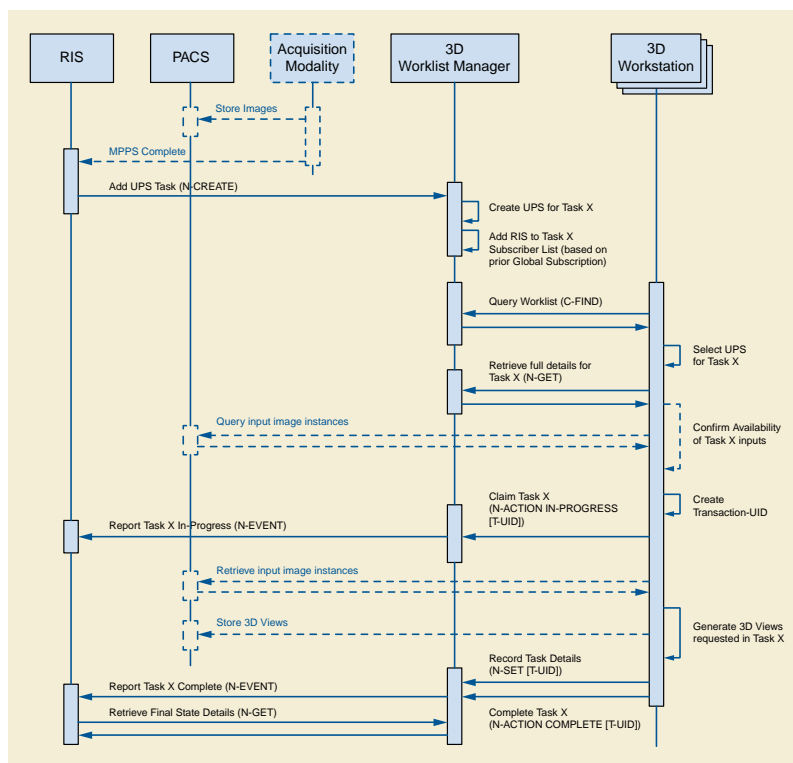 RIS
PACS
Acquisition
Modality
3D
Worklist Manager
3D
Workstation
Store Images
MPPS Complete
Add UPS Task (N-CREATE)
Create UPS for Task X
Add RIS to Task X
Subscriber List (based on
prior Global Subscription)
Query Worklist (C-FIND)
Select UPS
for Task X
Retrieve full details for
Task X (N-GET)
Query input image instances
Confirm Availability
of Task X inputs
Create
Transaction-UID
Claim Task X
(N-ACTION IN-PROGRESS
[T-UID])
Report Task X In-Progress (N-EVENT)
Retrieve input image instances
Store 3D Views
Generate 3D Views
requested in Task X
Record Task Details
(N-SET [T-UID])
Report Task X Complete (N-EVENT)
Retrieve Final State Details (N-GET)
Complete Task X
(N-ACTION COMPLETE [T-UID])